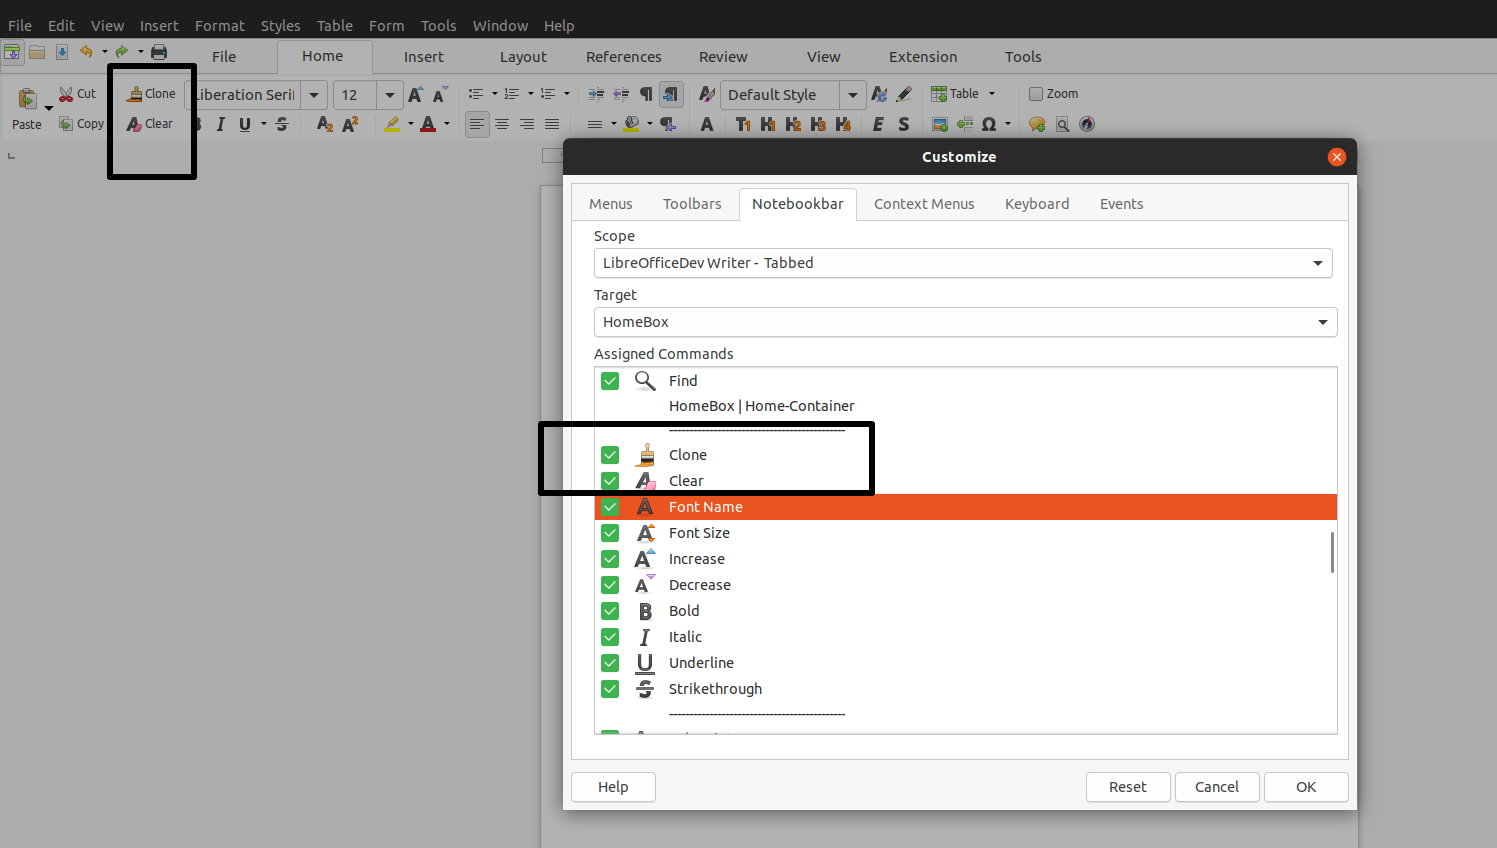 File Edit View Insert Format Styles Table Form Tools Window Help
File Home Insert Layout References Review View Extension Tools
Cut Clone Liberation Seri 12 Default Style Table Zoom
Paste Copy Clear
Customize
Menus Toolbars Notebookbar Context Menus Keyboard Events
Scope
LibreOfficeDev Writer - Tabbed
Target
HomeBox
Assigned Commands
Find
HomeBox | Home-Container
--------------------------------------------
Clone
Clear
Font Name
Font Size
Increase
Decrease
Bold
Italic
Underline
Strikethrough
--------------------------------------------
Help Reset Cancel OK